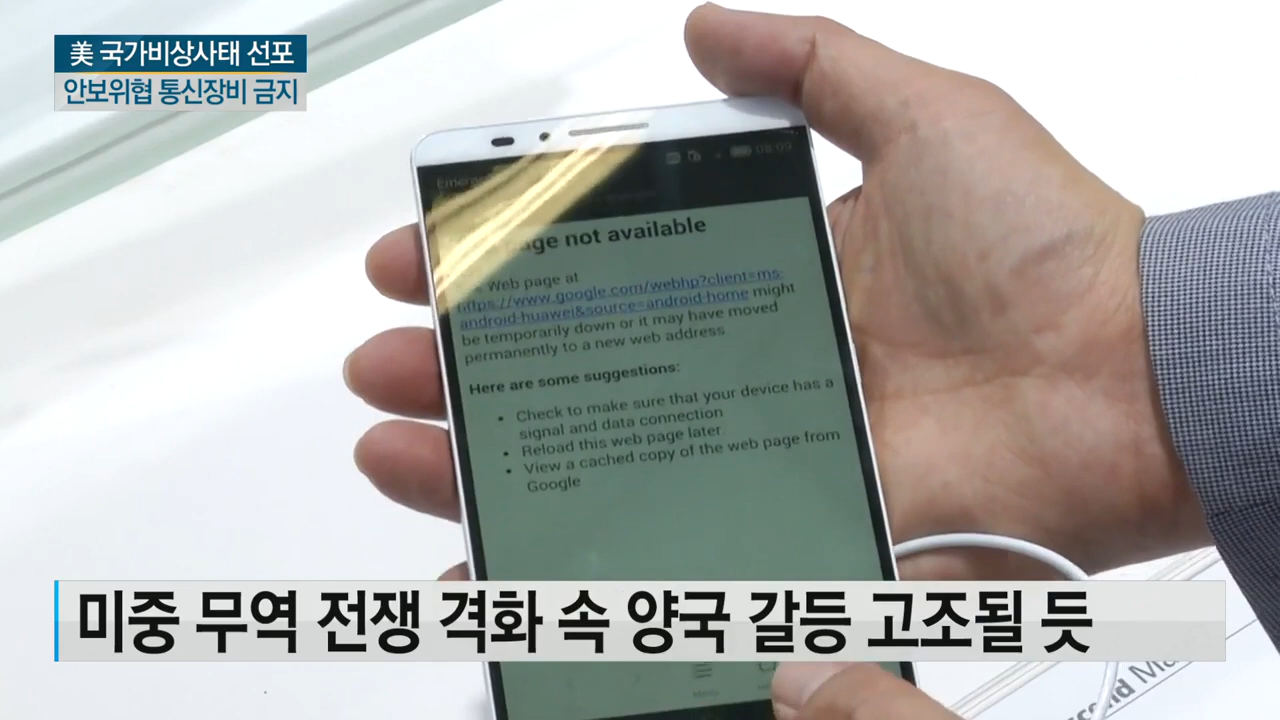 美 국가비상사태 선포
안보위협 통신장비 금지
08:09
page not available
Web page at
https://www.google.com/webhp?client=ms-
android-huawei&source=android-home might
be temporarily down or it may have moved
permanently to a new web address.
Here are some suggestions:
• Check to make sure that your device has a
signal and data connection
• Reload this web page later.
• View a cached copy of the web page from
Google
미중 무역 전쟁 격화 속 양국 갈등 고조될 듯